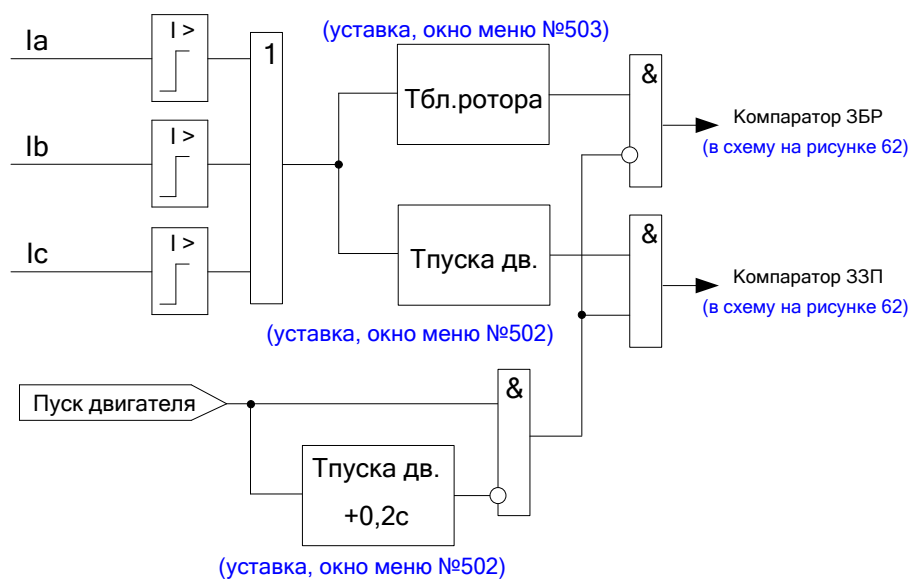 (уставка, окно меню №503)
Ia
I >
1
Тбл.ротора
&
Компаратор ЗБР
(в схему на рисунке 62)
Ib
I >
Ic
I >
Тпуска дв.
&
Компаратор ЗЗП
(в схему на рисунке 62)
(уставка, окно меню №502)
Пуск двигателя
&
Тпуска дв.
+0,2с
(уставка, окно меню №502)